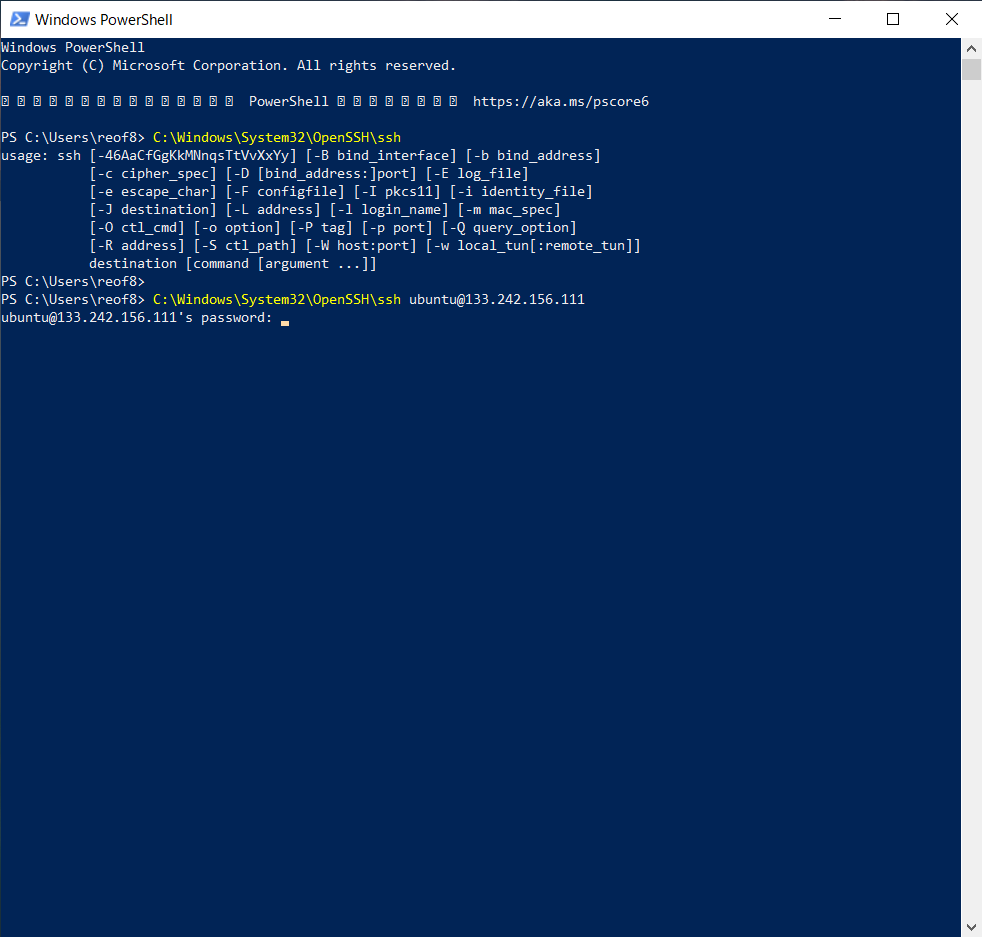 Windows PowerShell
Windows PowerShell
Copyright (C) Microsoft Corporation. All rights reserved.
PowerShell https://aka.ms/pscore6
PS C:\Users\reof8> C:\Windows\System32\OpenSSH\ssh
usage: ssh [-46AaCfGgKkMNnqsTtVvXxYy] [-B bind_interface] [-b bind_address]
           [-c cipher_spec] [-D [bind_address:]port] [-E log_file]
           [-e escape_char] [-F configfile] [-I pkcs11] [-i identity_file]
           [-J destination] [-L address] [-l login_name] [-m mac_spec]
           [-O ctl_cmd] [-o option] [-P tag] [-p port] [-Q query_option]
           [-R address] [-S ctl_path] [-W host:port] [-w local_tun[:remote_tun]]
           destination [command [argument ...]]
PS C:\Users\reof8>
PS C:\Users\reof8> C:\Windows\System32\OpenSSH\ssh ubuntu@133.242.156.111
ubuntu@133.242.156.111's password: